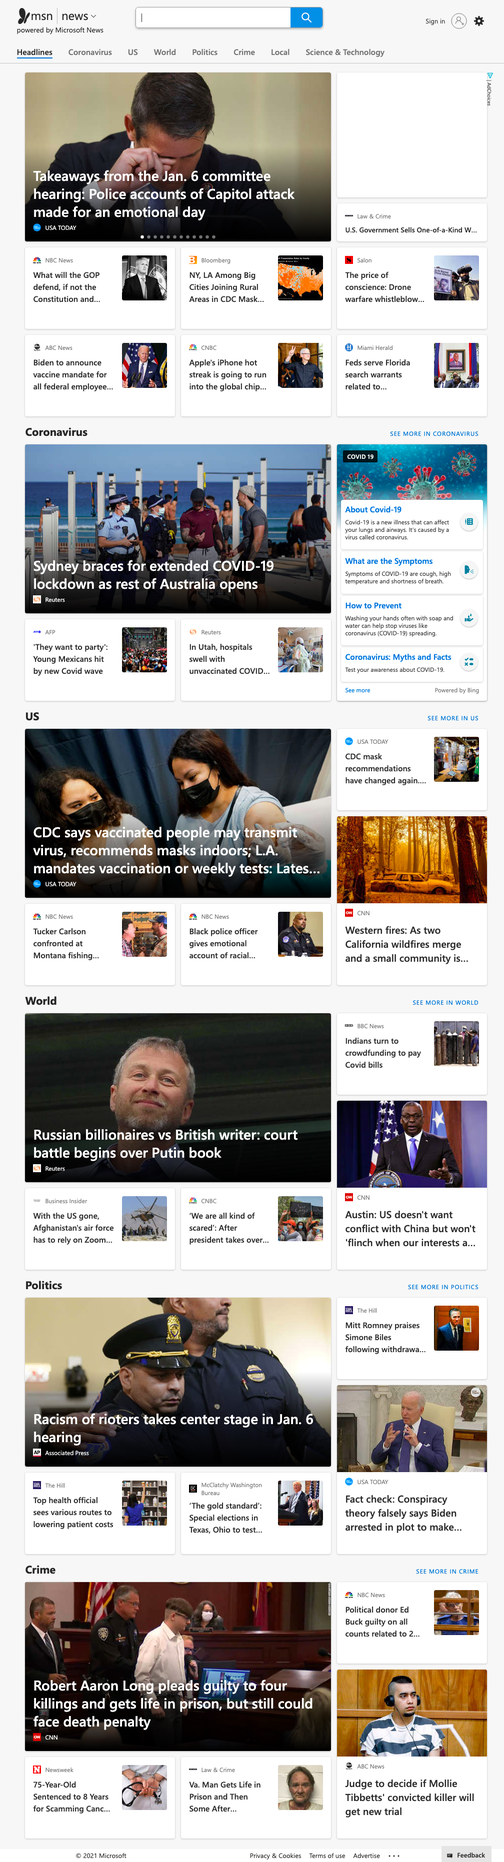 msn | news
powered by Microsoft News
Sign in
Headlines
Coronavirus
US
World
Politics
Crime
Local
Science & Technology
Takeaways from the Jan. 6 committee
hearing: Police accounts of Capitol attack
made for an emotional day
USA TODAY
AdChoices
Law & Crime
U.S. Government Sells One-of-a-Kind W...
NBC News
What will the GOP
defend, if not the
Constitution and...
Bloomberg
NY, LA Among Big
Cities Joining Rural
Areas in CDC Mask...
Salon
The price of
conscience: Drone
warfare whistleblow...
ABC News
Biden to announce
vaccine mandate for
all federal employee...
CNBC
Apple's iPhone hot
streak is going to run
into the global chip...
Miami Herald
Feds serve Florida
search warrants
related to...
Coronavirus
SEE MORE IN CORONAVIRUS
Sydney braces for extended COVID-19
lockdown as rest of Australia opens
Reuters
COVID 19
About Covid-19
Covid-19 is a new illness that can affect
your lungs and airways. It's caused by a
virus called coronavirus.
What are the Symptoms
Symptoms of COVID-19 are cough, high
temperature and shortness of breath.
How to Prevent
Washing your hands often with soap and
water can help stop viruses like
coronavirus (COVID-19) spreading.
Coronavirus: Myths and Facts
Test your awareness about COVID-19.
See more
Powered by Bing
AFP
'They want to party':
Young Mexicans hit
by new Covid wave
Reuters
In Utah, hospitals
swell with
unvaccinated COVID...
US
SEE MORE IN US
CDC says vaccinated people may transmit
virus, recommends masks indoors; L.A.
mandates vaccination or weekly tests: Lates...
USA TODAY
USA TODAY
CDC mask
recommendations
have changed again....
CNN
Western fires: As two
California wildfires merge
and a small community is...
NBC News
Tucker Carlson
confronted at
Montana fishing...
NBC News
Black police officer
gives emotional
account of racial...
World
SEE MORE IN WORLD
Russian billionaires vs British writer: court
battle begins over Putin book
Reuters
BBC News
Indians turn to
crowdfunding to pay
Covid bills
CNN
Austin: US doesn't want
conflict with China but won't
'flinch when our interests a...
Business Insider
With the US gone,
Afghanistan's air force
has to rely on Zoom...
CNBC
'We are all kind of
scared': After
president takes over...
Politics
SEE MORE IN POLITICS
Racism of rioters takes center stage in Jan. 6
hearing
Associated Press
The Hill
Mitt Romney praises
Simone Biles
following withdrawa...
USA TODAY
Fact check: Conspiracy
theory falsely says Biden
arrested in plot to make...
The Hill
Top health official
sees various routes to
lowering patient costs
McClatchy Washington
Bureau
'The gold standard':
Special elections in
Texas, Ohio to test...
Crime
SEE MORE IN CRIME
Robert Aaron Long pleads guilty to four
killings and gets life in prison, but still could
face death penalty
CNN
NBC News
Political donor Ed
Buck guilty on all
counts related to 2...
ABC News
Judge to decide if Mollie
Tibbetts' convicted killer will
get new trial
Newsweek
75-Year-Old
Sentenced to 8 Years
for Scamming Canc...
Law & Crime
Va. Man Gets Life in
Prison and Then
Some After...
© 2021 Microsoft
Privacy & Cookies
Terms of use
Advertise
...
Feedback